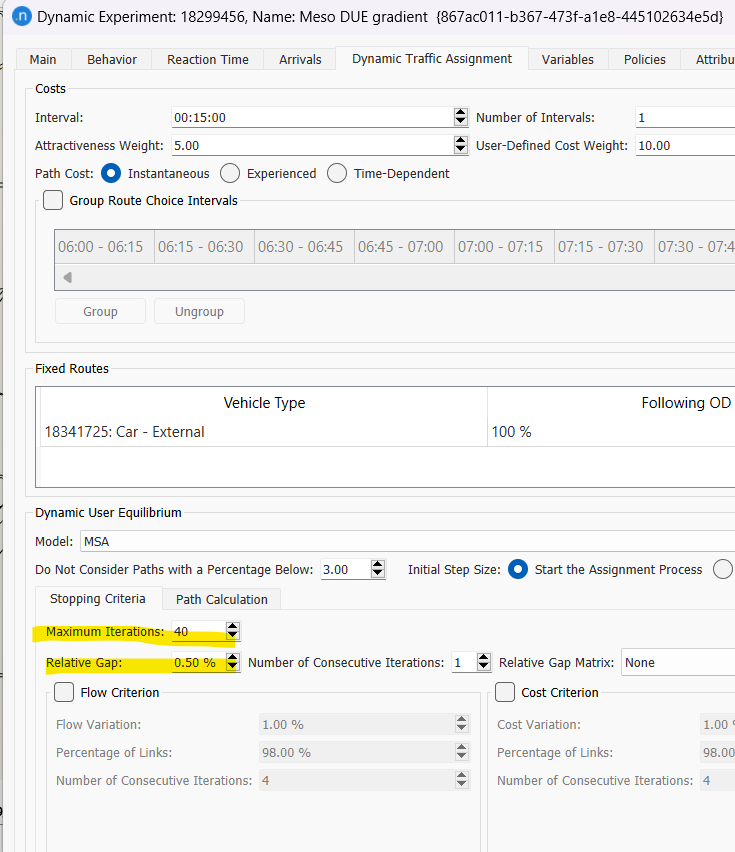 .n Dynamic Experiment: 18299456, Name: Meso DUE gradient {867ac011-b367-473f-a1e8-445102634e5d}
Main Behavior Reaction Time Arrivals Dynamic Traffic Assignment Variables Policies Attribu
Costs
Interval: 00:15:00 Number of Intervals: 1
Attractiveness Weight: 5.00 User-Defined Cost Weight: 10.00
Path Cost: Instantaneous Experienced Time-Dependent
Group Route Choice Intervals
06:00 - 06:15 06:15 - 06:30 06:30 - 06:45 06:45 - 07:00 07:00 - 07:15 07:15 - 07:30 07:30 - 07:4
Group Ungroup
Fixed Routes
Vehicle Type Following OD
18341725: Car - External 100 %
Dynamic User Equilibrium
Model: MSA
Do Not Consider Paths with a Percentage Below: 3.00 Initial Step Size: Start the Assignment Process
Stopping Criteria Path Calculation
Maximum Iterations: 40
Relative Gap: 0.50 % Number of Consecutive Iterations: 1 Relative Gap Matrix: None
Flow Criterion Cost Criterion
Flow Variation: 1.00 % Cost Variation: 1.00 %
Percentage of Links: 98.00 % Percentage of Links: 98.00
Number of Consecutive Iterations: 4 Number of Consecutive Iterations: 4